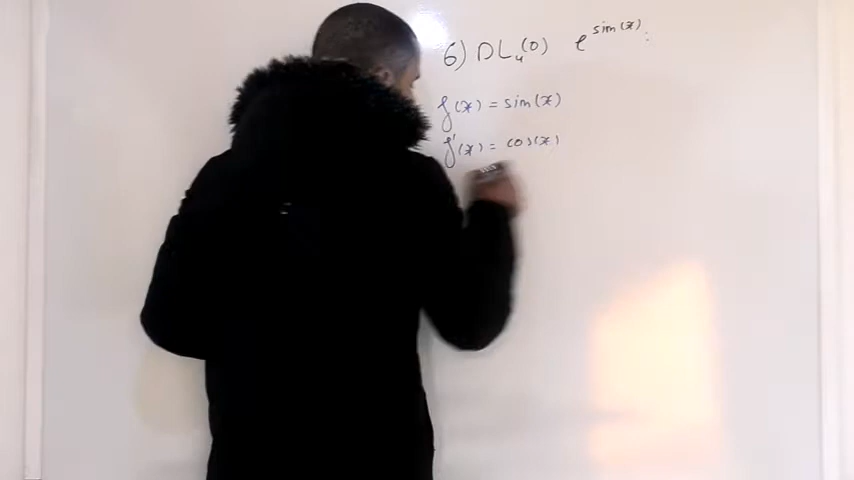 6) DL₄(0) e^sin(x) :
f(x) = sin(x)
f'(x) = cos(x)